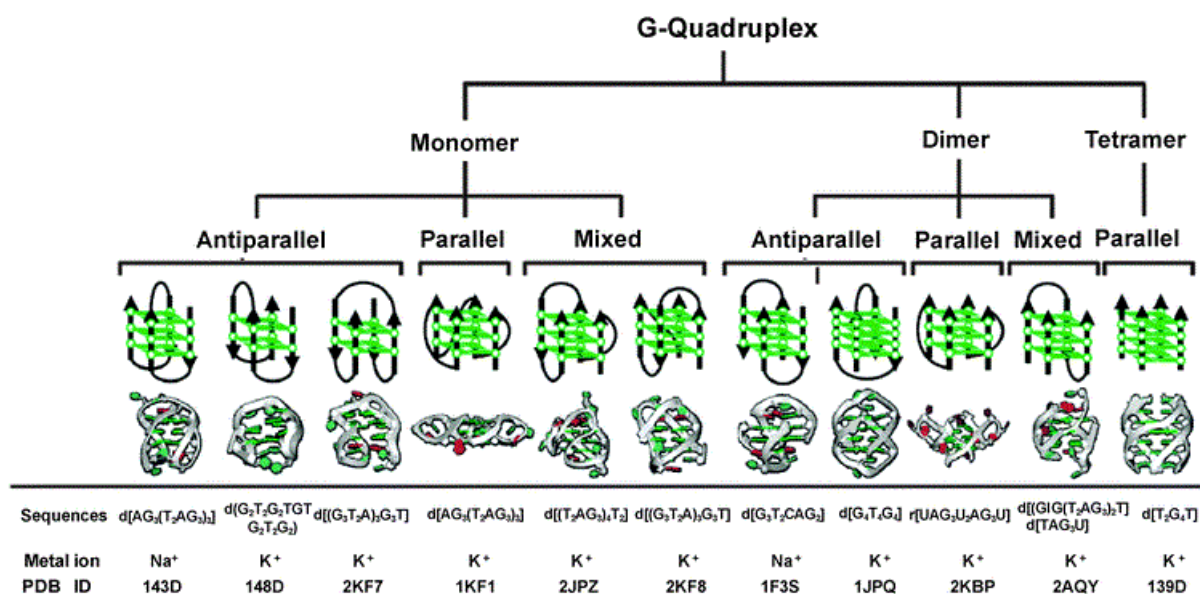 G-Quadruplex
Monomer Dimer Tetramer
Antiparallel Parallel Mixed Antiparallel Parallel Mixed Parallel
Sequences d[AG₃(T₂AG₃)₃] d(G₂T₂G₂TGT d[(G₃T₂A)₃G₃T] d[AG₃(T₂AG₃)₃] d[(T₂AG₃)₄T₂] d[(G₃T₂A)₃G₃T] d[G₃T₂CAG₂] d[G₄T₄G₄] r[UAG₃U₂AG₃U] d[(GIG(T₂AG₃)₂T]
G₂T₂G₂) d[TAG₃U]
Metal ion Na⁺ K⁺ K⁺ K⁺ K⁺ K⁺ Na⁺ K⁺ K⁺ K⁺ K⁺
d[T₂G₄T]
PDB ID 143D 148D 2KF7 1KF1 2JPZ 2KF8 1F3S 1JPQ 2KBP 2AQY 139D